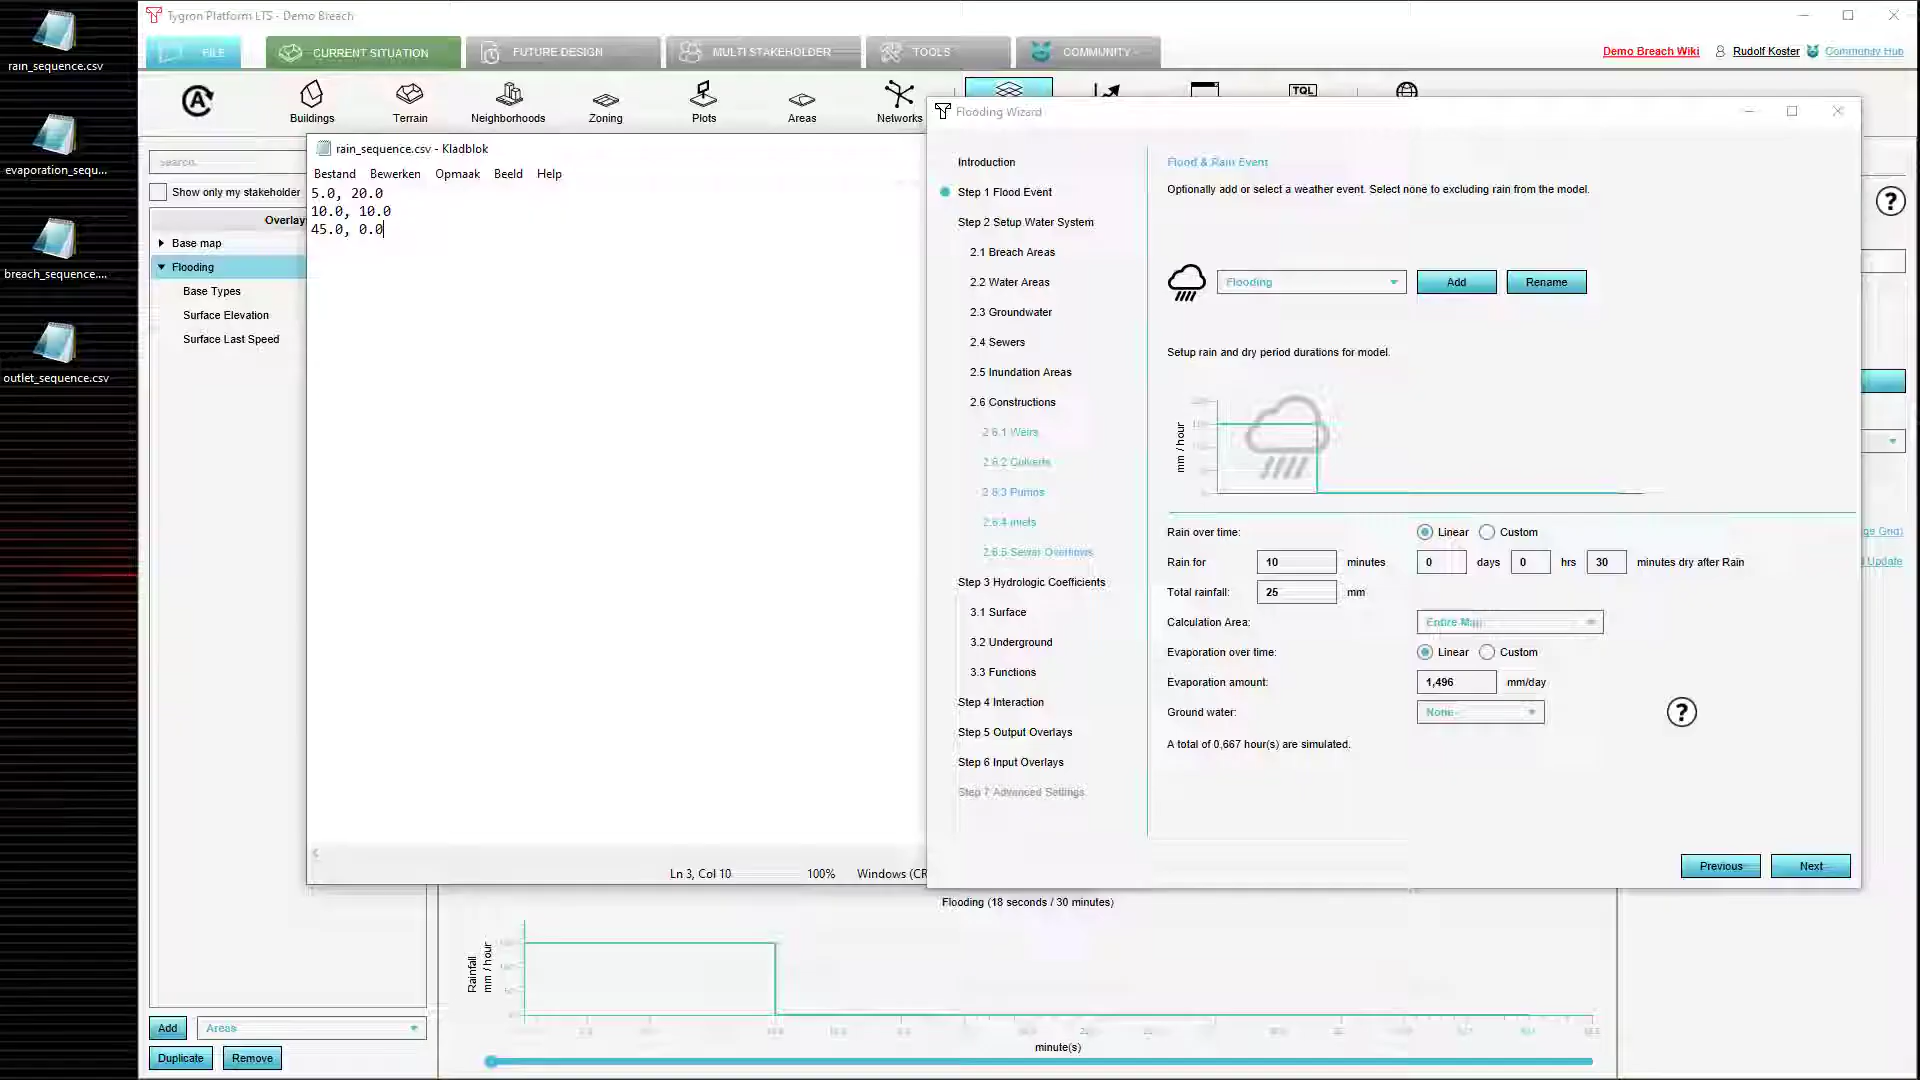 rain_sequence.csv
evaporation_sequ...
breach_sequence....
outlet_sequence.csv
Tygron Platform LTS - Demo Breach
FILE
CURRENT SITUATION
FUTURE DESIGN
MULTI STAKEHOLDER
TOOLS
COMMUNITY
Demo Breach Wiki
Rudolf Koster
Community Hub
Buildings
Terrain
Neighborhoods
Zoning
Plots
Areas
Networks
TQL
search...
Show only my stakeholder
Overlay
Base map
Flooding
Base Types
Surface Elevation
Surface Last Speed
rain_sequence.csv - Kladblok
Bestand
Bewerken
Opmaak
Beeld
Help
5.0, 20.0
10.0, 10.0
45.0, 0.0
Ln 3, Col 10
100%
Windows (CR
Flooding Wizard
Introduction
Step 1 Flood Event
Step 2 Setup Water System
2.1 Breach Areas
2.2 Water Areas
2.3 Groundwater
2.4 Sewers
2.5 Inundation Areas
2.6 Constructions
2.6.1 Weirs
2.6.2 Culverts
2.6.3 Pumps
2.6.4 Inlets
2.6.5 Sewer Overflows
Step 3 Hydrologic Coefficients
3.1 Surface
3.2 Underground
3.3 Functions
Step 4 Interaction
Step 5 Output Overlays
Step 6 Input Overlays
Step 7 Advanced Settings
Flood & Rain Event
Optionally add or select a weather event. Select none to excluding rain from the model.
Flooding
Add
Rename
Setup rain and dry period durations for model.
mm / hour
Rain over time:
Linear
Custom
Rain for
10
minutes
0
days
0
hrs
30
minutes dry after Rain
Total rainfall:
25
mm
Calculation Area:
Entire Map
Evaporation over time:
Linear
Custom
Evaporation amount:
1,496
mm/day
Ground water:
None
?
A total of 0,667 hour(s) are simulated.
Previous
Next
?
ge Grid)
Update
Flooding (18 seconds / 30 minutes)
Rainfall
mm / hour
minute(s)
Add
Areas
Duplicate
Remove